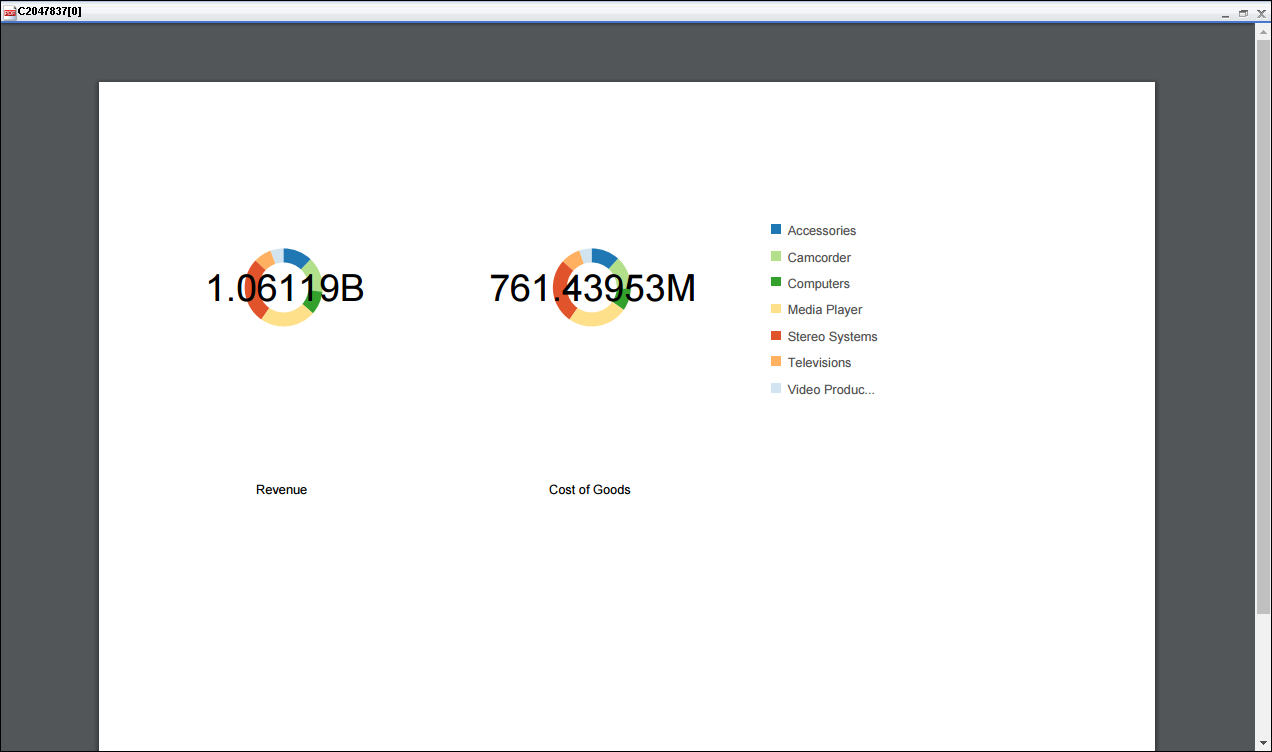 C2047837[0]
1.06119B
761.43953M
Accessories
Camcorder
Computers
Media Player
Stereo Systems
Televisions
Video Produc...
Revenue
Cost of Goods